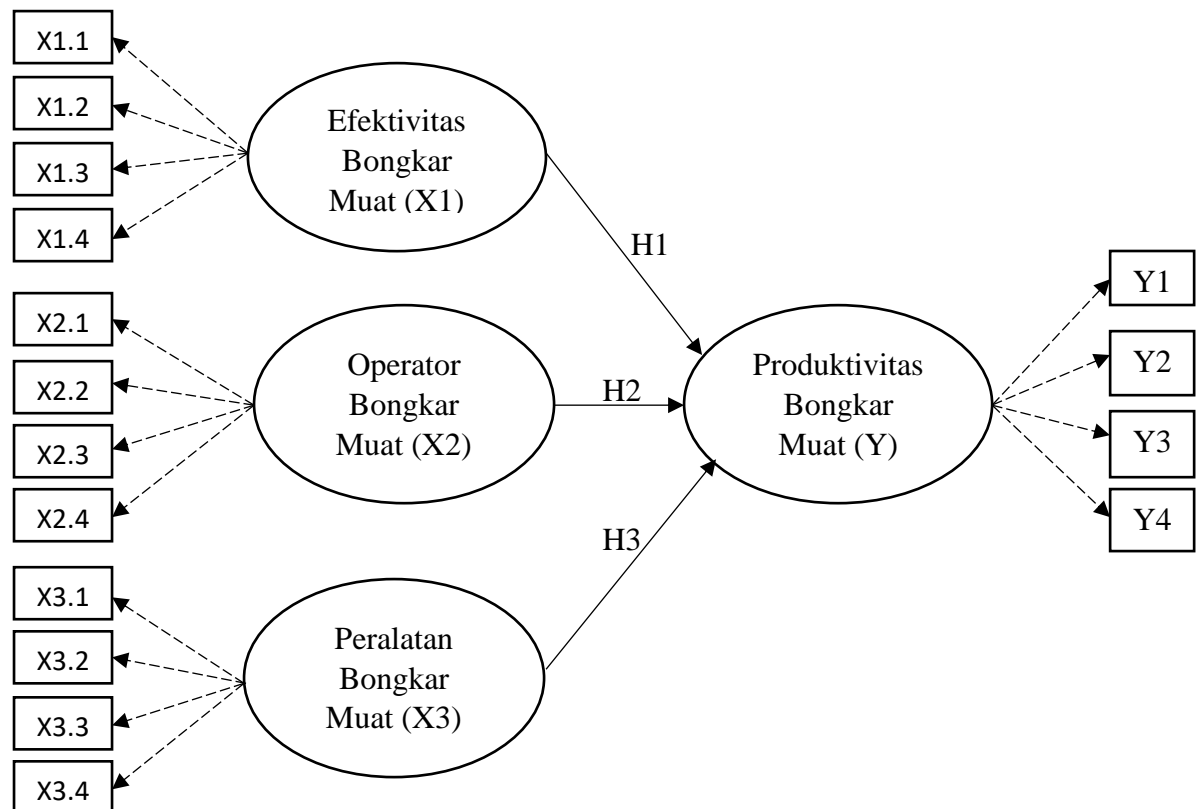 X1.1
X1.2
X1.3
X1.4
Efektivitas
Bongkar
Muat (X1)
H1
X2.1
X2.2
X2.3
X2.4
Operator
Bongkar
Muat (X2)
H2
Produktivitas
Bongkar
Muat (Y)
Y1
Y2
Y3
Y4
H3
X3.1
X3.2
X3.3
X3.4
Peralatan
Bongkar
Muat (X3)